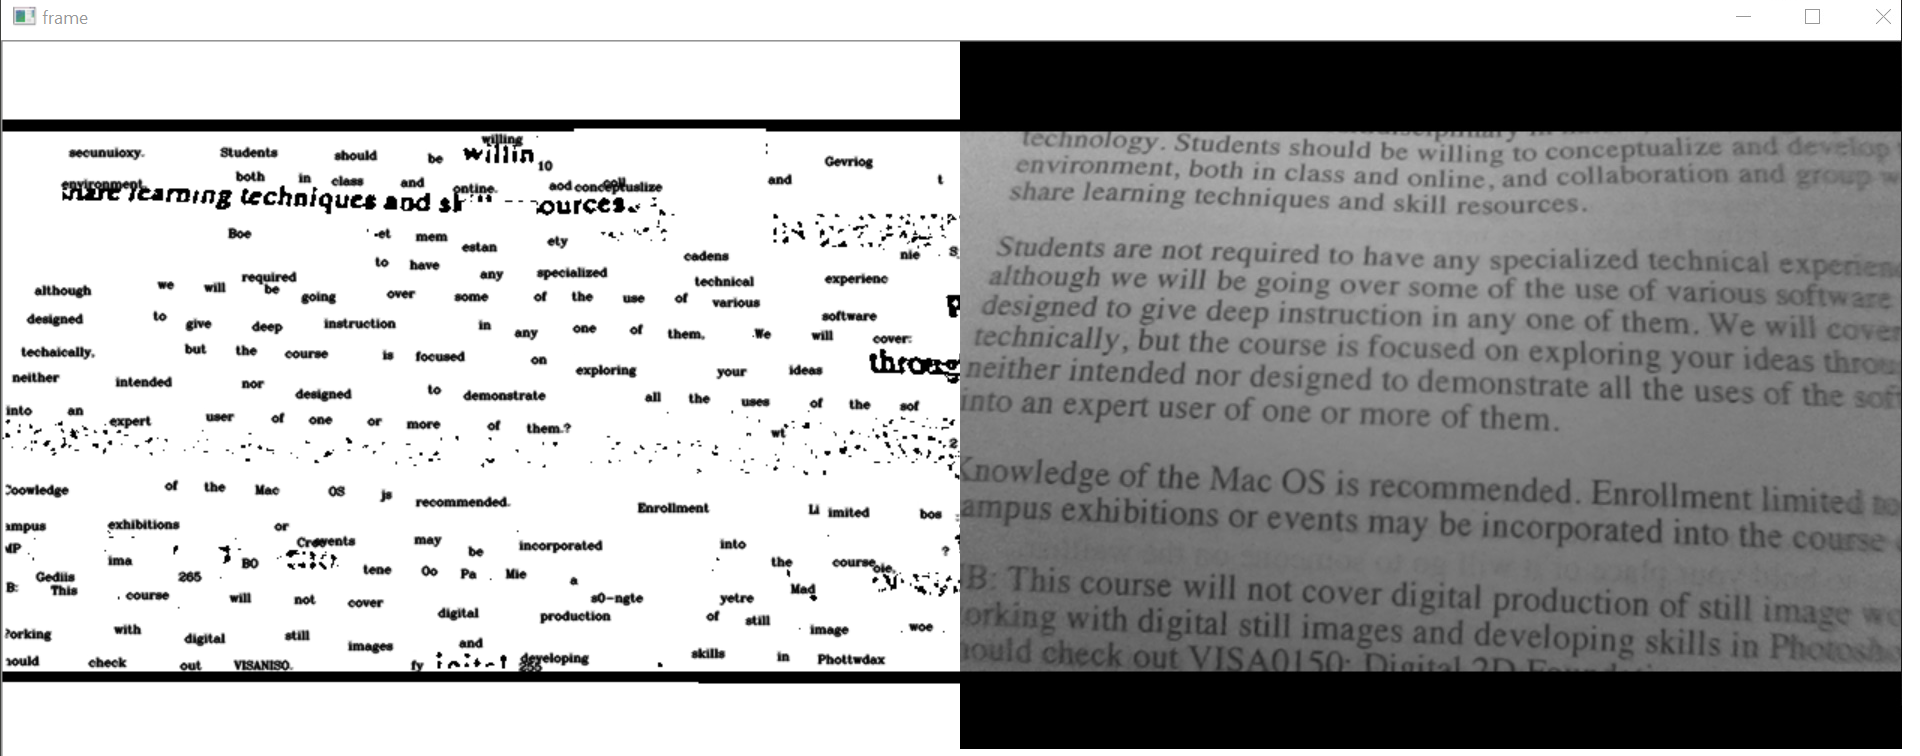 frame
willing
secunuioxy. Students should be willin 10 Gevriog
environment, both in class and ontine. aod conceptuslize and t
share learning techniques and sk ources.
Boe -et mem estan ety cadens nie
to have any specialized technical experienc
although we will be required going over some of the use of various software
designed to give deep instruction in any one of them, We will cover:
techaically, but the course is focused on exploring your ideas throug
neither intended nor designed to demonstrate all the uses of the sof
into an expert user of one or more of them.?
wt
Coowledge of the Mac OS js recommended. Enrollment Li imited bos
ampus exhibitions or may be incorporated into the course
ima BO tene Oo Pa Mie a
Gediis 265 s0-ngte yetre Mad
B: This course will not cover digital production of still image woe
orking with digital still images and developing skills in Phottwdax
hould check out VISANISO. fy
technology. Students should be willing to conceptualize and develop
environment, both in class and online, and collaboration and group w
share learning techniques and skill resources.
Students are not required to have any specialized technical experienc
although we will be going over some of the use of various software
designed to give deep instruction in any one of them. We will cover
technically, but the course is focused on exploring your ideas throu
neither intended nor designed to demonstrate all the uses of the sof
into an expert user of one or more of them.
Knowledge of the Mac OS is recommended. Enrollment limited to
ampus exhibitions or events may be incorporated into the course
B: This course will not cover digital production of still image wo
orking with digital still images and developing skills in Photosho
hould check out VISA0150: Digital 2D